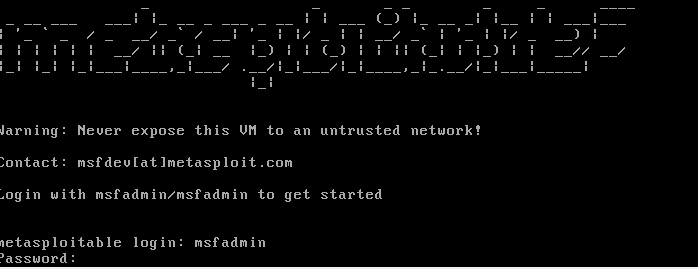 Warning: Never expose this VM to an untrusted network!
Contact: msfdev[at]metasploit.com
Login with msfadmin/msfadmin to get started
metasploitable login: msfadmin
Password: